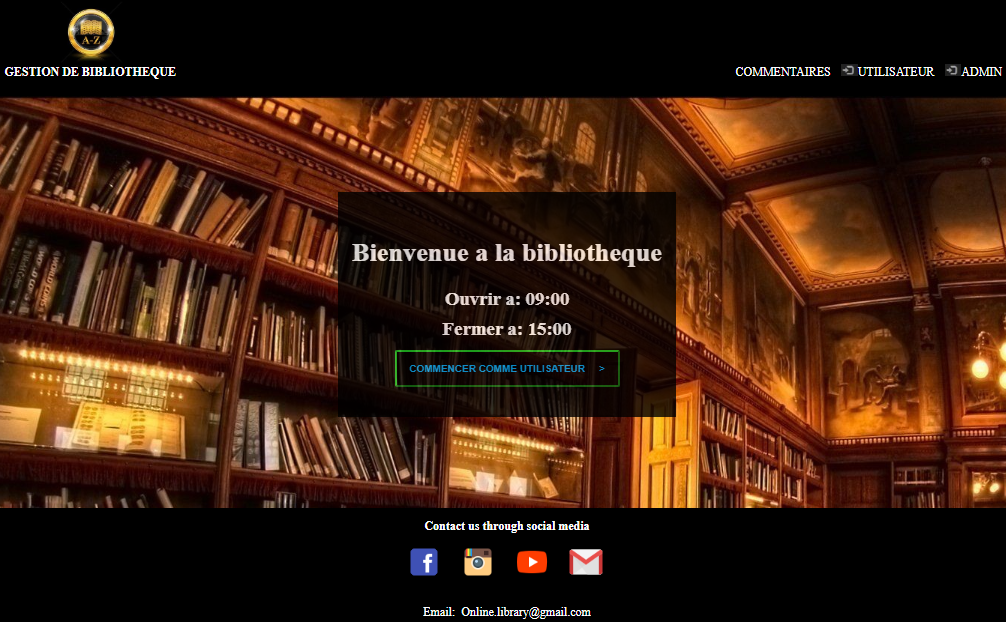 A-Z
GESTION DE BIBLIOTHEQUE
COMMENTAIRES UTILISATEUR ADMIN
Bienvenue a la bibliotheque
Ouvrir a: 09:00
Fermer a: 15:00
COMMENCER COMME UTILISATEUR >
Contact us through social media
Email: Online.library@gmail.com